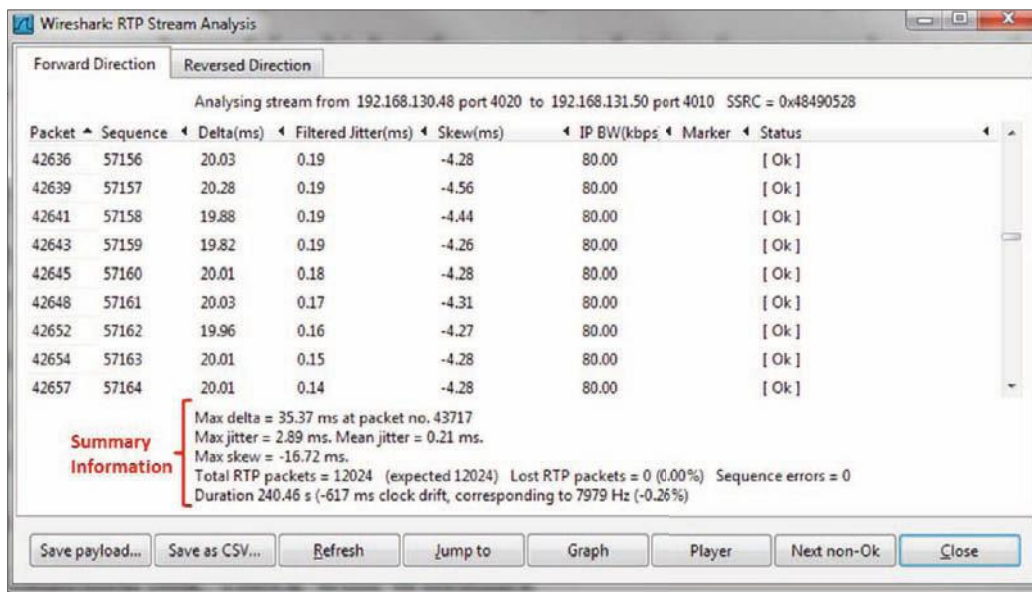 Wireshark: RTP Stream Analysis
Forward Direction Reversed Direction
Analysing stream from 192.168.130.48 port 4020 to 192.168.131.50 port 4010 SSRC = 0x48490528
Packet Sequence Delta(ms) Filtered Jitter(ms) Skew(ms) IP BW(kbps Marker Status
42636 57156 20.03 0.19 -4.28 80.00 [ Ok ]
42639 57157 20.28 0.19 -4.56 80.00 [ Ok ]
42641 57158 19.88 0.19 -4.44 80.00 [ Ok ]
42643 57159 19.82 0.19 -4.26 80.00 [ Ok ]
42645 57160 20.01 0.18 -4.28 80.00 [ Ok ]
42648 57161 20.03 0.17 -4.31 80.00 [ Ok ]
42652 57162 19.96 0.16 -4.27 80.00 [ Ok ]
42654 57163 20.01 0.15 -4.28 80.00 [ Ok ]
42657 57164 20.01 0.14 -4.28 80.00 [ Ok ]
Summary
Information
Max delta = 35.37 ms at packet no. 43717
Max jitter = 2.89 ms. Mean jitter = 0.21 ms.
Max skew = -16.72 ms.
Total RTP packets = 12024 (expected 12024) Lost RTP packets = 0 (0.00%) Sequence errors = 0
Duration 240.46 s (-617 ms clock drift, corresponding to 7979 Hz (-0.26%)
Save payload... Save as CSV... Refresh Jump to Graph Player Next non-Ok Close